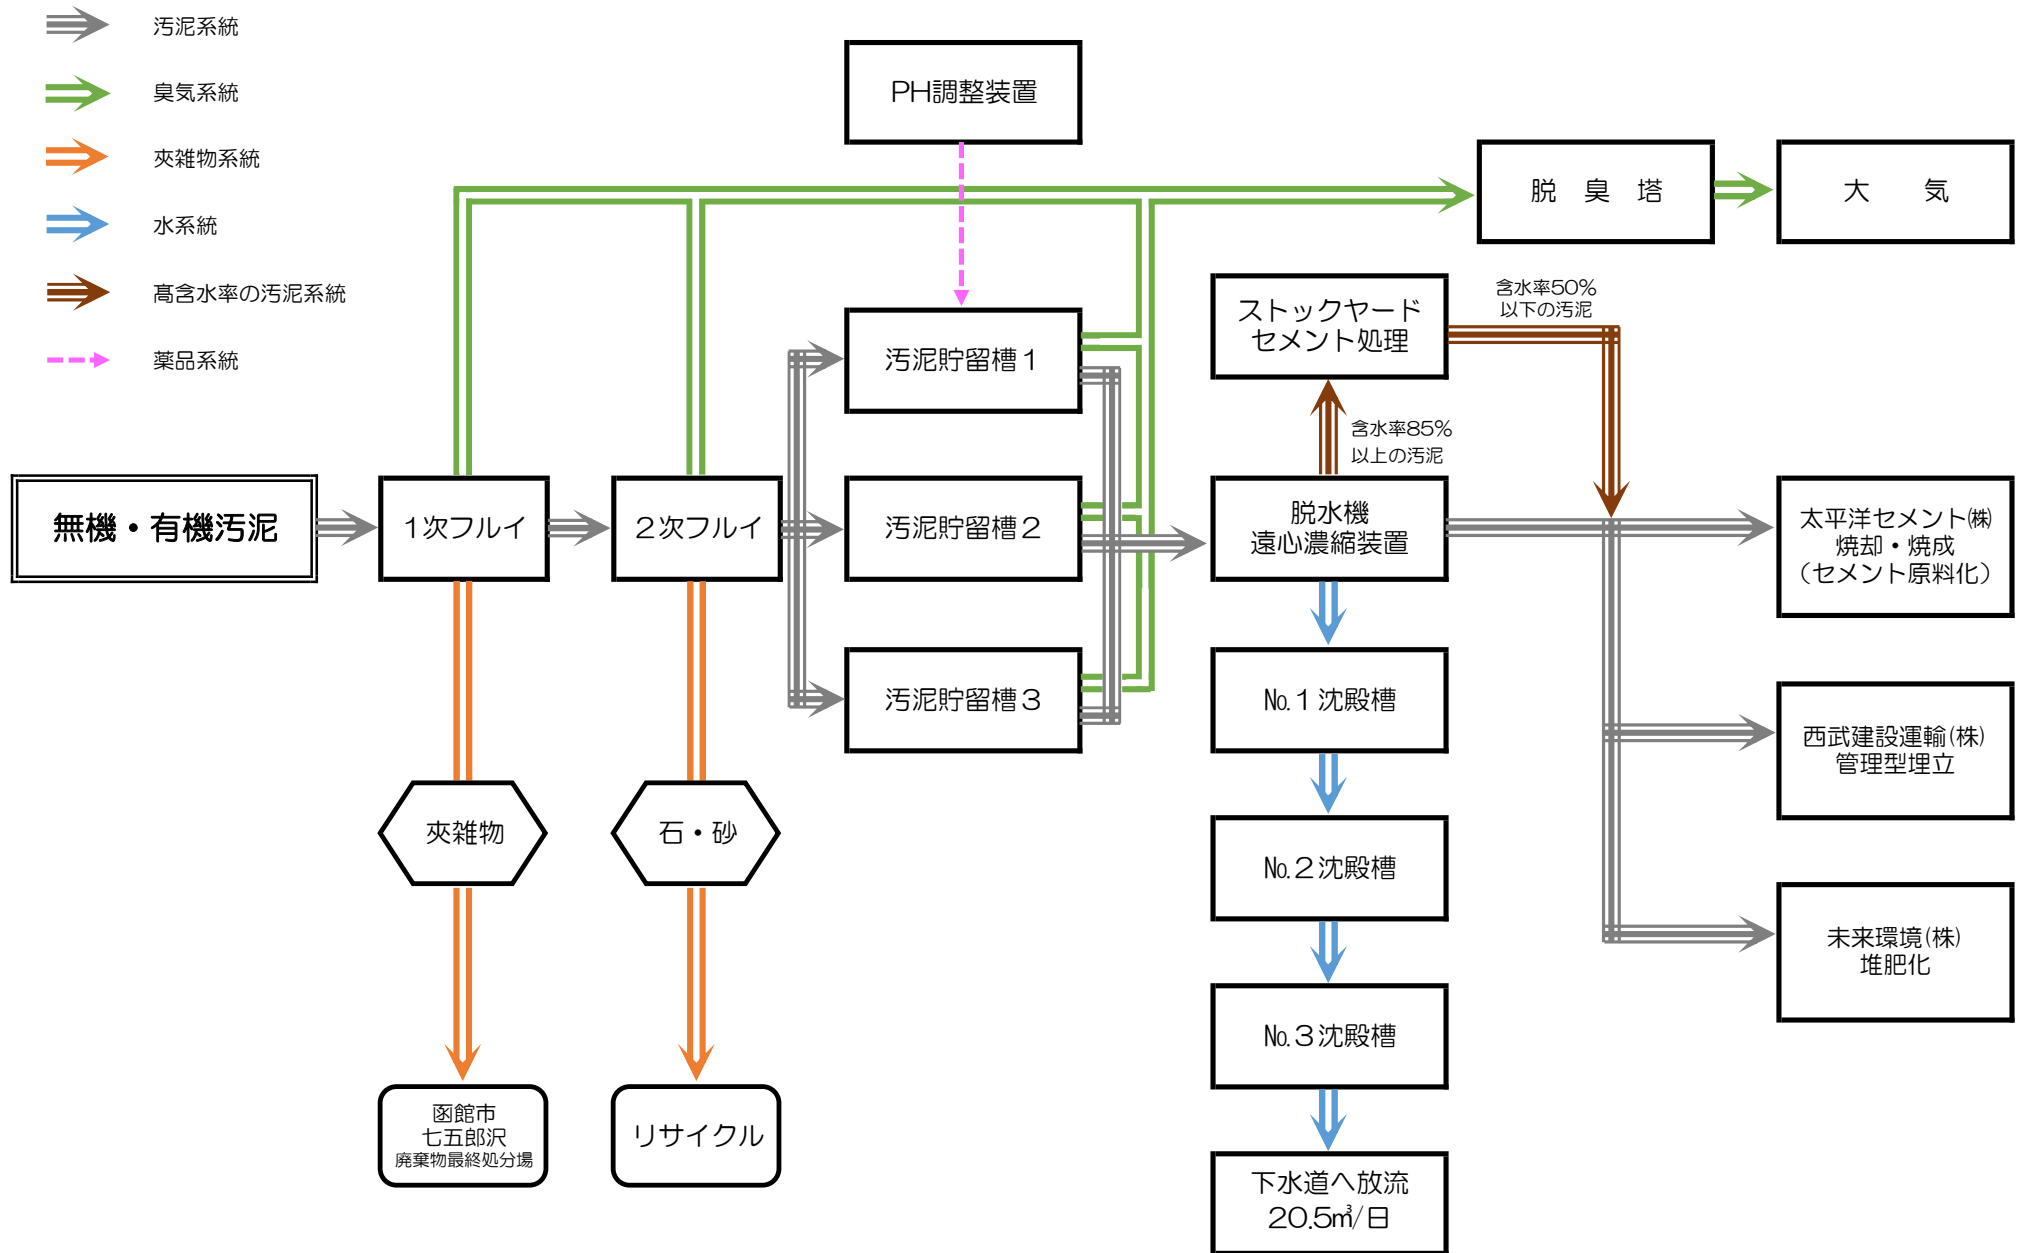 汚泥系統
臭気系統
夾雑物系統
水系統
髙含水率の汚泥系統
薬品系統
PH調整装置
脱 臭 塔
大 気
ストックヤード
セメント処理
含水率50%
以下の汚泥
汚泥貯留槽1
含水率85%
以上の汚泥
無機・有機汚泥
1次フルイ
2次フルイ
汚泥貯留槽2
脱水機
遠心濃縮装置
太平洋セメント㈱
焼却・焼成
（セメント原料化）
汚泥貯留槽3
№1沈殿槽
西武建設運輸(株)
管理型埋立
夾雑物
石・砂
№2沈殿槽
未来環境(株)
堆肥化
№3沈殿槽
函館市
七五郎沢
廃棄物最終処分場
リサイクル
下水道へ放流
20.5㎥/日